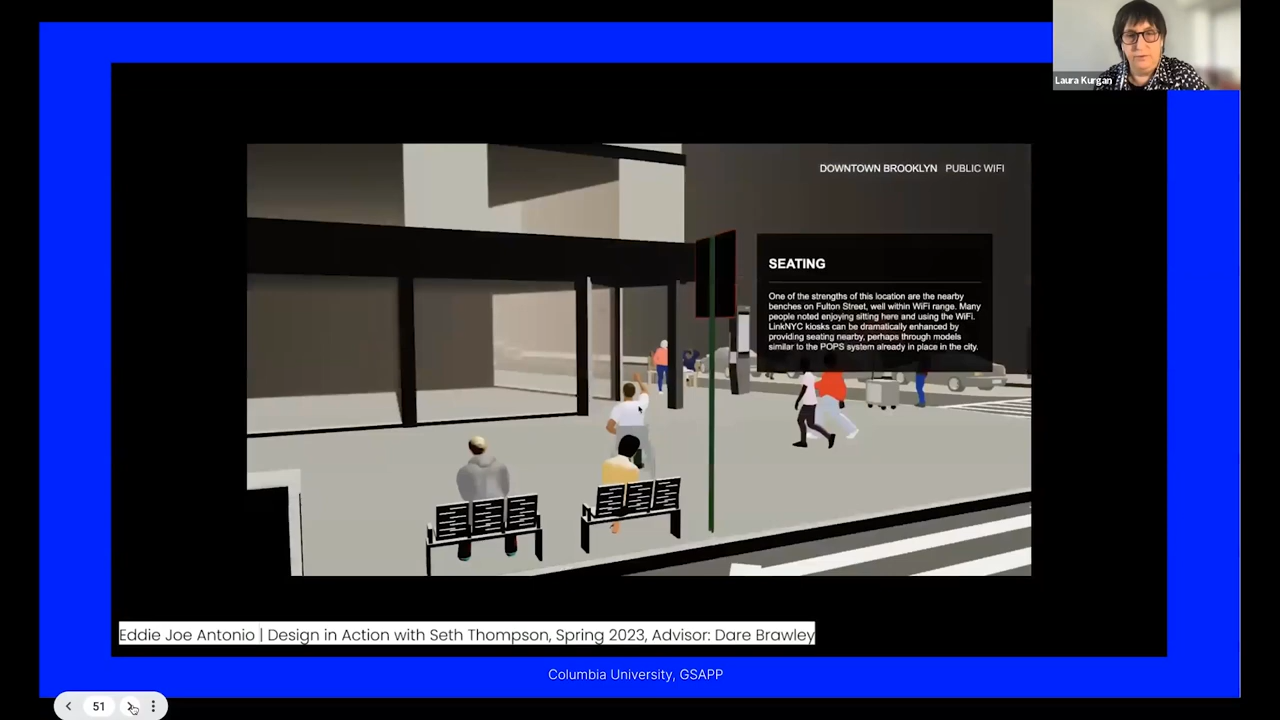 Laura Kurgan
DOWNTOWN BROOKLYN PUBLIC WIFI
SEATING
One of the strengths of this location are the nearby
benches on Fulton Street, well within WiFi range. Many
people noted enjoying sitting here and using the WiFi.
LinkNYC kiosks can be dramatically enhanced by
providing seating nearby, perhaps through models
similar to the POPS system already in place in the city.
Eddie Joe Antonio | Design in Action with Seth Thompson, Spring 2023, Advisor: Dare Brawley
Columbia University, GSAPP
51